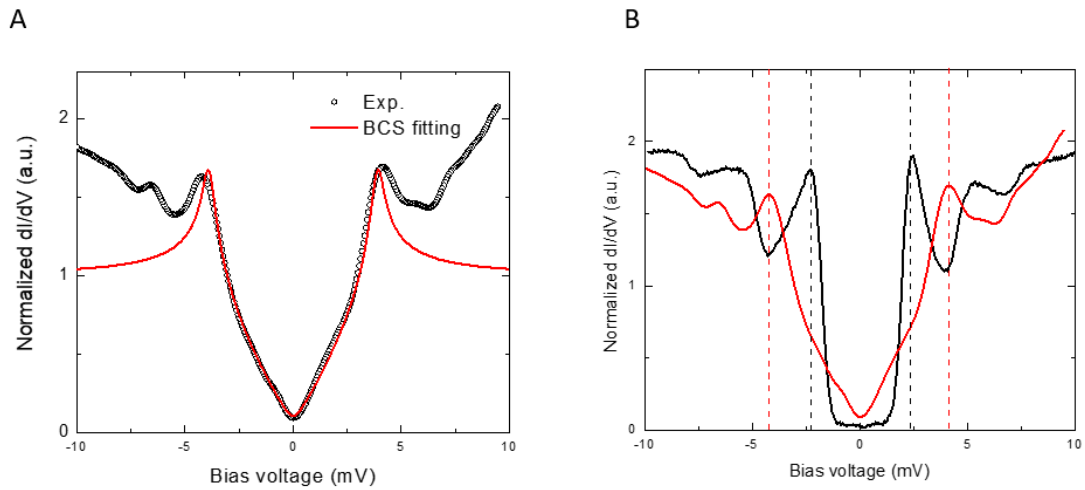 A
B
Exp.
BCS fitting
Normalized dI/dV (a.u.)
2
1
0
-10
-5
0
5
10
Bias voltage (mV)
Normalized dI/dV (a.u.)
2
1
0
-10
-5
0
5
10
Bias voltage (mV)